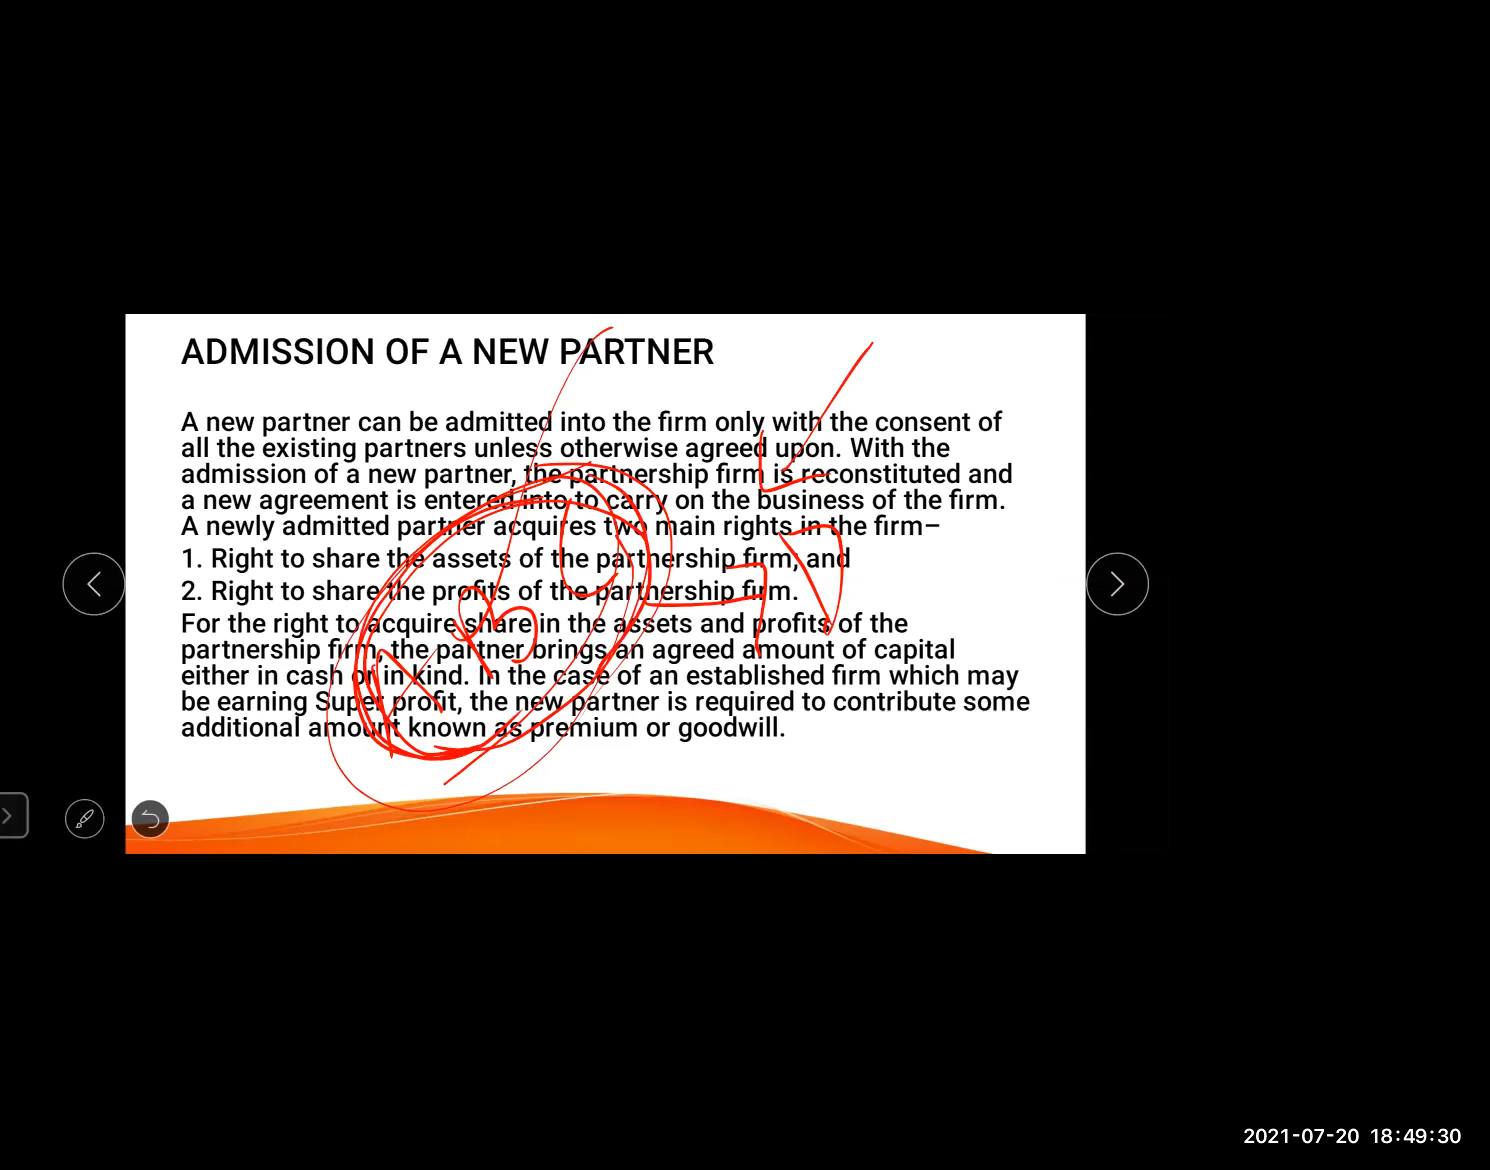 ADMISSION OF A NEW PARTNER
A new partner can be admitted into the firm only with the consent of
all the existing partners unless otherwise agreed upon. With the
admission of a new partner, the partnership firm is reconstituted and
a new agreement is entered into to carry on the business of the firm.
A newly admitted partner acquires two main rights in the firm–
1. Right to share the assets of the partnership firm, and
2. Right to share the profits of the partnership firm.
For the right to acquire share in the assets and profits of the
partnership firm, the partner brings an agreed amount of capital
either in cash or in kind. In the case of an established firm which may
be earning Super profit, the new partner is required to contribute some
additional amount known as premium or goodwill.
2021-07-20 18:49:30